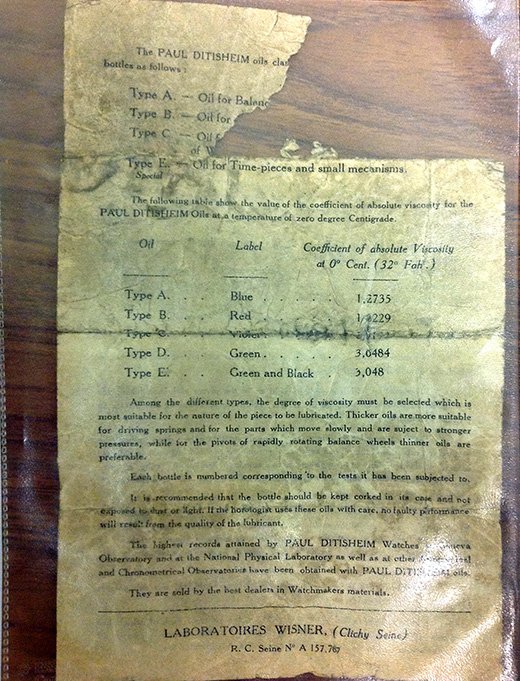 The PAUL DITISHEIM oils clas
bottles as follows :
Type A. — Oil for Balanc
Type B. — Oil for
Type C — Oil f
of W
Type E. — Oil for Time-pieces and small mechanisms.
Special
The following table show the value of the coefficient of absolute viscosity for the
PAUL DITISHEIM Oils at a temperature of zero degree Centigrade.
Oil Label Coefficient of absolute Viscosity
at 0° Cent. (32° Fah'.)
Type A. . . Blue . . . . . . 1,2735
Type B. . . Red . . . . . . 229
Type C. . . Violet
Type D. . . Green . . . . . . 3,0484
Type E. . . Green and Black . 3,048
Among the different types, the degree of viscosity must be selected which is
most suitable for the nature of the piece to be lubricated. Thicker oils are more suitable
for driving springs and for the parts which move slowly and are suject to stronger
pressures, while for the pivots of rapidly rotating balance wheels thinner oils are
preferable.
Each bottle is numbered corresponding to the tests it has been subjected to.
It is recommended that the bottle should be kept corked in its case and not
exposed to dust or light. If the horologist uses these oils with care, no faulty performance
will result from the quality of the lubricant.
The highest records attained by PAUL DITISHEIM Watches
Observatory and at the National Physical Laboratory as well as at other
and Chronometrical Observatories have been obtained with PAUL DITISHEIM oils.
They are sold by the best dealers in Watchmakers materials.
LABORATOIRES WISNER, (Clichy Seine)
R. C. Seine N° A 157.767